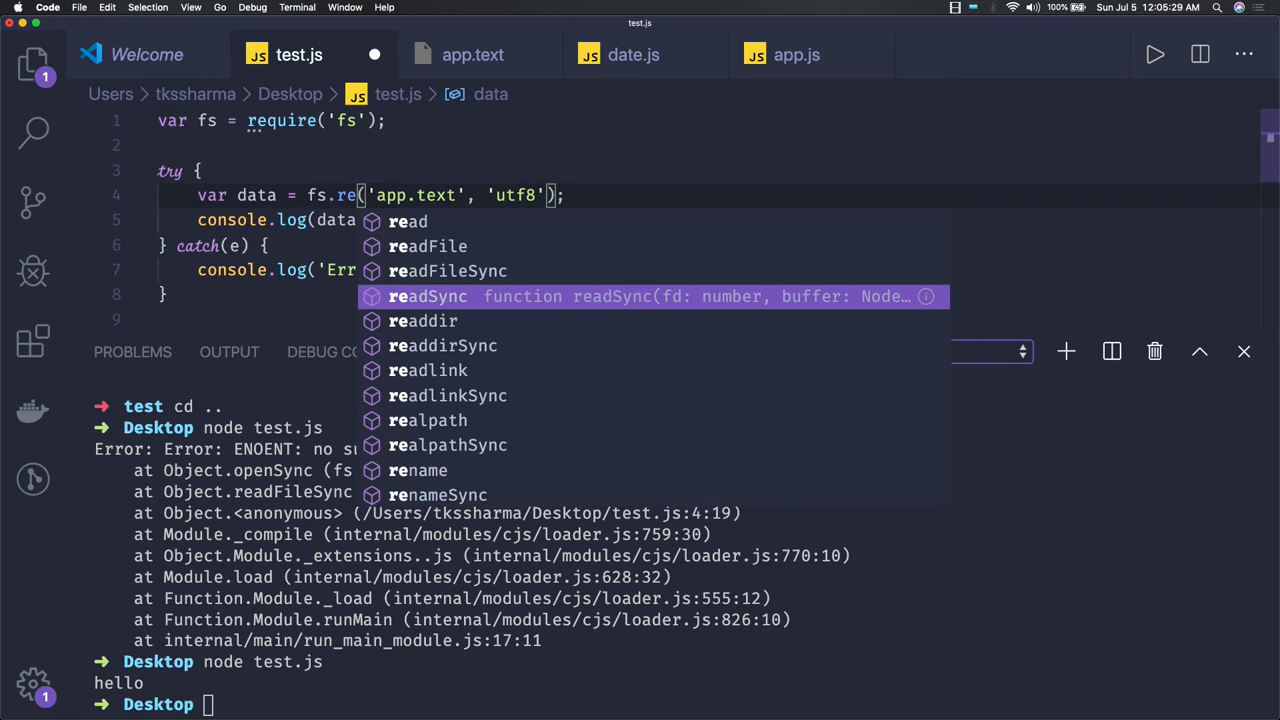 Code File Edit Selection View Go Debug Terminal Window Help 100% Sun Jul 5 12:05:29 AM
test.js
Welcome JS test.js app.text JS date.js JS app.js
1
Users > tkssharma > Desktop > JS test.js > data
1 var fs = require('fs');
2
3 try {
4 var data = fs.re('app.text', 'utf8');
5 console.log(data
6 } catch(e) {
7 console.log('Err
8 }
9
read
readFile
readFileSync
readSync function readSync(fd: number, buffer: Node…
readdir
readdirSync
readlink
readlinkSync
realpath
realpathSync
rename
renameSync
PROBLEMS OUTPUT DEBUG CO
➜ test cd ..
➜ Desktop node test.js
Error: Error: ENOENT: no su
at Object.openSync (fs
at Object.readFileSync
at Object.<anonymous> (/Users/tkssharma/Desktop/test.js:4:19)
at Module._compile (internal/modules/cjs/loader.js:759:30)
at Object.Module._extensions..js (internal/modules/cjs/loader.js:770:10)
at Module.load (internal/modules/cjs/loader.js:628:32)
at Function.Module._load (internal/modules/cjs/loader.js:555:12)
at Function.Module.runMain (internal/modules/cjs/loader.js:826:10)
at internal/main/run_main_module.js:17:11
➜ Desktop node test.js
hello
➜ Desktop
1